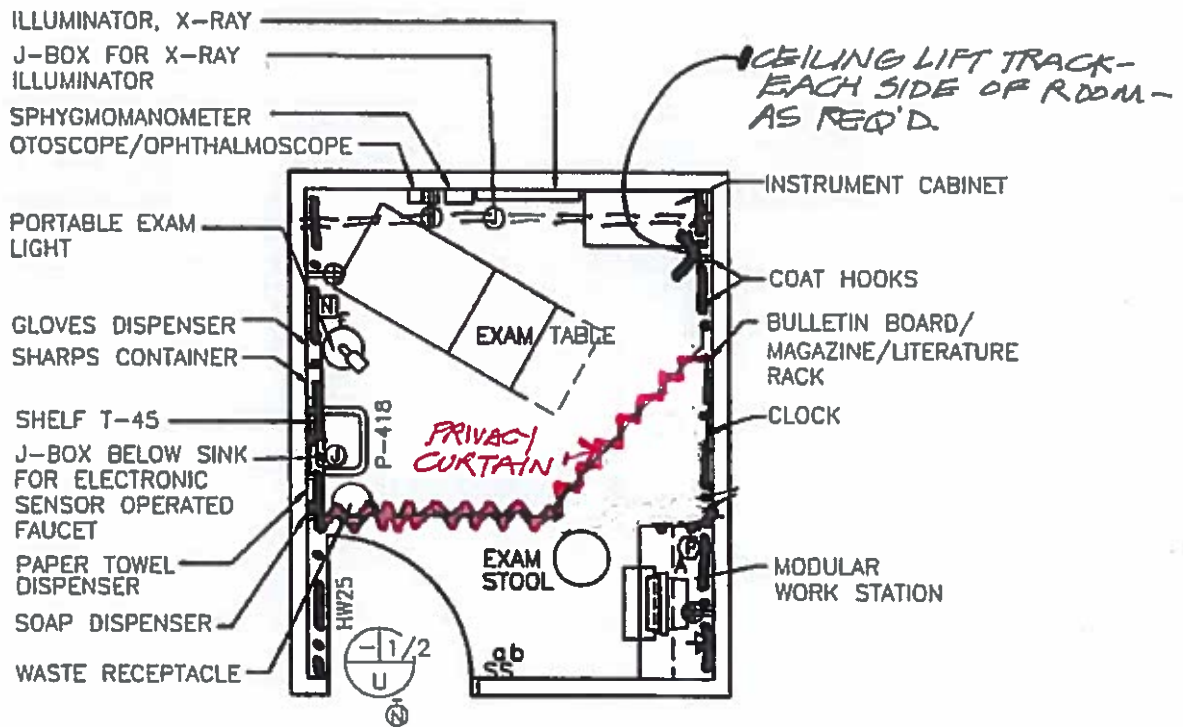 ILLUMINATOR, X-RAY
J-BOX FOR X-RAY
ILLUMINATOR
SPHYGMOMANOMETER
OTOSCOPE/OPHTHALMOSCOPE
PORTABLE EXAM
LIGHT
GLOVES DISPENSER
SHARPS CONTAINER
SHELF T-45
J-BOX BELOW SINK
FOR ELECTRONIC
SENSOR OPERATED
FAUCET
PAPER TOWEL
DISPENSER
SOAP DISPENSER
WASTE RECEPTACLE
CEILING LIFT TRACK-
EACH SIDE OF ROOM-
AS REQ'D.
INSTRUMENT CABINET
COAT HOOKS
BULLETIN BOARD/
MAGAZINE/LITERATURE
RACK
CLOCK
MODULAR
WORK STATION
J
N
E
EXAM TABLE
P-418
J
PRIVACY
CURTAIN
EXAM
STOOL
P
A
HW25
- 1/2
U
N
ab
SS